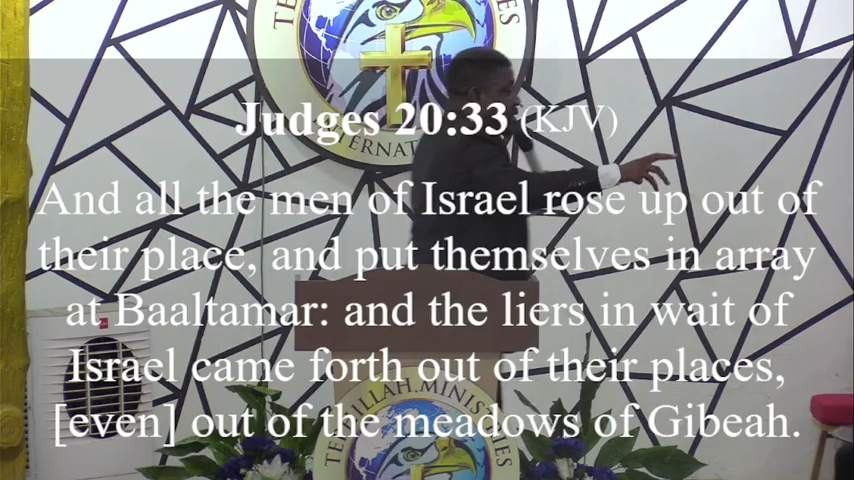 Judges 20:33 (KJV)
And all the men of Israel rose up out of
their place, and put themselves in array
at Baaltamar: and the liers in wait of
Israel came forth out of their places,
[even] out of the meadows of Gibeah.